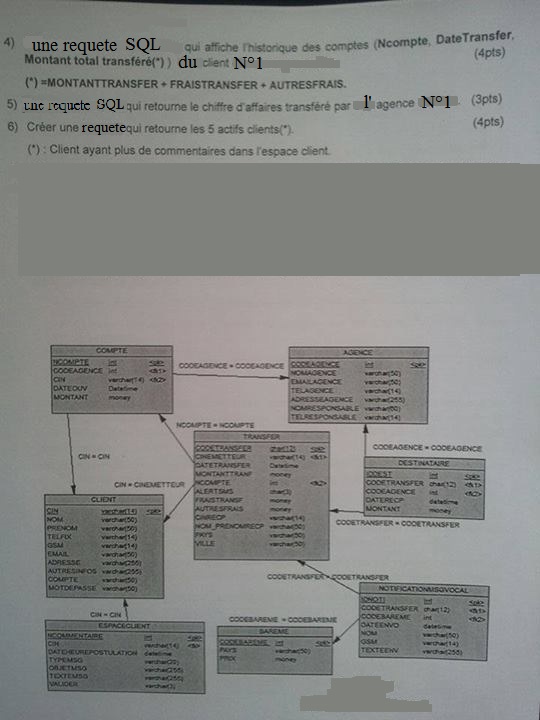 4) une requete SQL qui affiche l'historique des comptes (Ncompte, DateTransfer,
Montant total transféré(*) ) du client N°1 (4pts)
(*) =MONTANTTRANSFER + FRAISTRANSFER + AUTRESFRAIS.
5) une requete SQL qui retourne le chiffre d'affaires transféré par l' agence N°1 (3pts)
6) Créer une requete qui retourne les 5 actifs clients(*). (4pts)
(*) : Client ayant plus de commentaires dans l'espace client.
COMPTE
NCOMPTE int <pk>
CODEAGENCE int <fk1>
CIN varchar(14) <fk2>
DATEOUV Datetime
MONTANT money
CODEAGENCE = CODEAGENCE
AGENCE
CODEAGENCE int <pk>
NOMAGENCE varchar(50)
EMAILAGENCE varchar(50)
TELAGENCE varchar(14)
ADRESSEAGENCE varchar(255)
NOMRESPONSABLE varchar(50)
TELRESPONSABLE varchar(14)
NCOMPTE = NCOMPTE
CIN = CIN
CIN = CINEMETTEUR
TRANSFER
CODETRANSFER char(12) <pk>
CINEMETTEUR varchar(14) <fk1>
DATETRANSFER Datetime
MONTANTTRANSF money
NCOMPTE int <fk2>
ALERTSMS char(3)
FRAISTRANSF money
AUTRESFRAIS money
CINRECP varchar(14)
NOM_PRENOMRECP varchar(50)
PAYS varchar(50)
VILLE varchar(50)
CODEAGENCE = CODEAGENCE
DESTINATAIRE
IDDEST int <pk>
CODETRANSFER char(12) <fk1>
CODEAGENCE int <fk2>
DATERECP datetime
MONTANT money
CODETRANSFER = CODETRANSFER
CLIENT
CIN varchar(14) <pk>
NOM varchar(50)
PRENOM varchar(50)
TELFIX varchar(14)
GSM varchar(14)
EMAIL varchar(50)
ADRESSE varchar(255)
AUTRESINFOS varchar(255)
COMPTE varchar(50)
MOTDEPASSE varchar(50)
CODETRANSFER = CODETRANSFER
NOTIFICATIONMSGVOCAL
IDNOTI int <pk>
CODETRANSFER char(12) <fk1>
CODEBAREME int <fk2>
DATEENVO datetime
NOM varchar(50)
GSM varchar(14)
TEXTEENV varchar(255)
CIN = CIN
CODEBAREME = CODEBAREME
ESPACECLIENT
NCOMMENTAIRE int <pk>
CIN varchar(14) <fk>
DATEHEUREPOSTULATION datetime
TYPEMSG varchar(20)
OBJETMSG varchar(255)
TEXTEMSG varchar(255)
VALIDER varchar(3)
BAREME
CODEBAREME int <pk>
PAYS varchar(50)
PRIX money